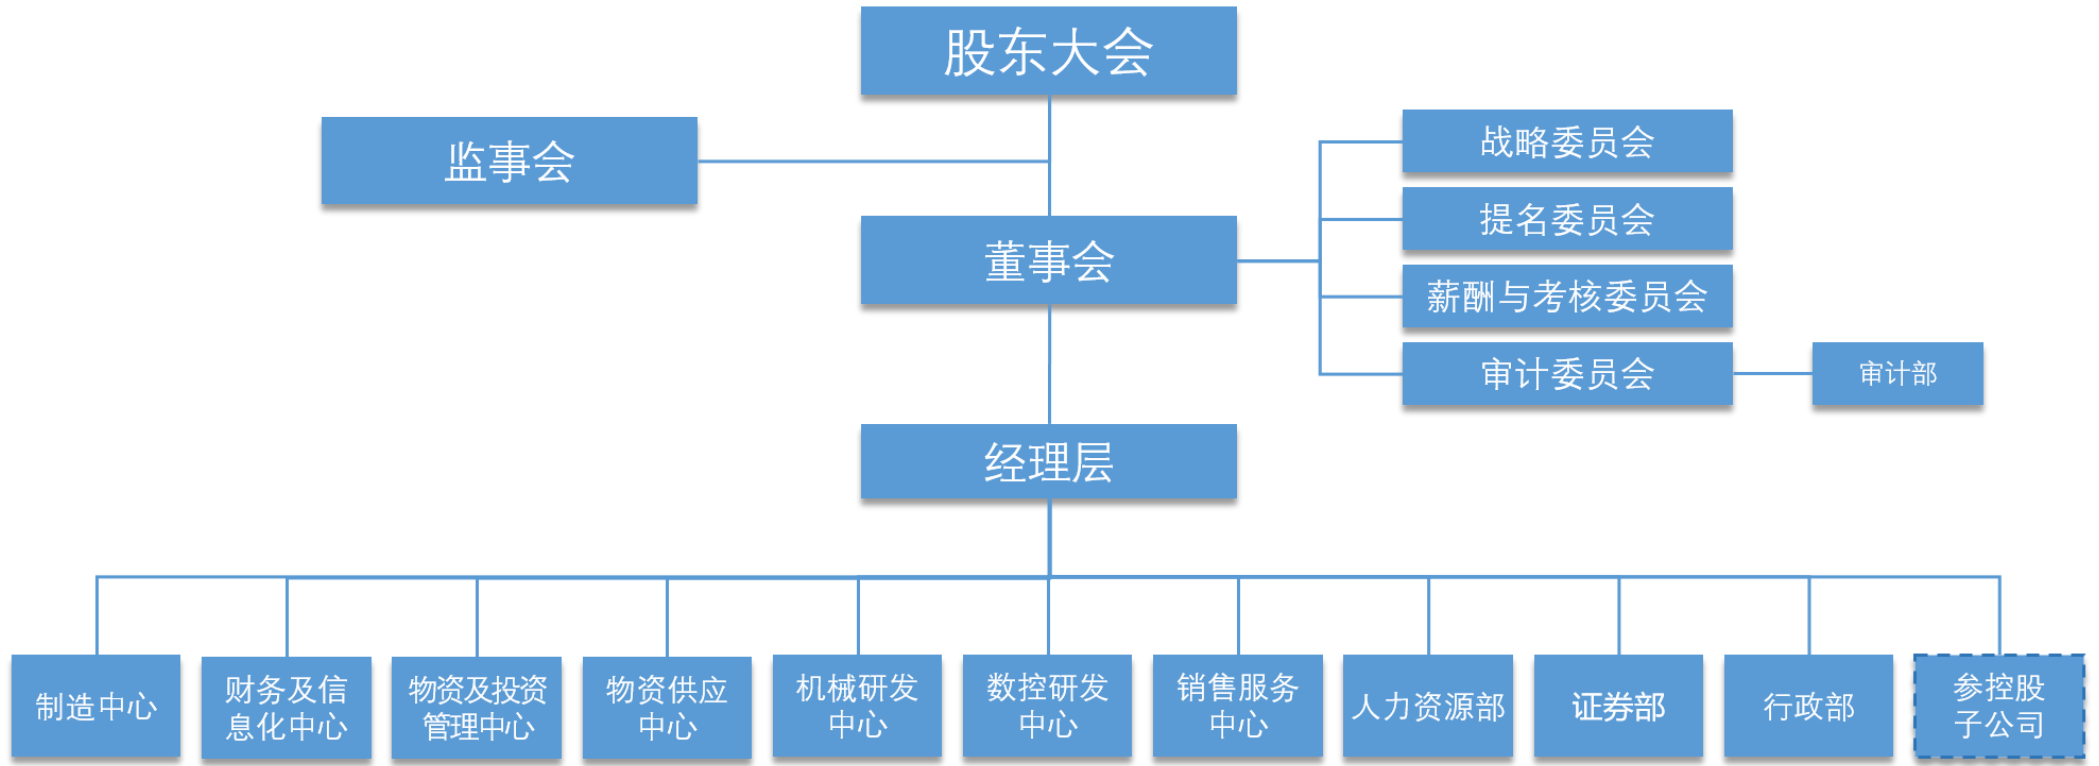 股东大会
监事会
战略委员会
提名委员会
董事会
薪酬与考核委员会
审计委员会
审计部
经理层
制造中心
财务及信
息化中心
物资及投资
管理中心
物资供应
中心
机械研发
中心
数控研发
中心
销售服务
中心
人力资源部
证券部
行政部
参控股
子公司